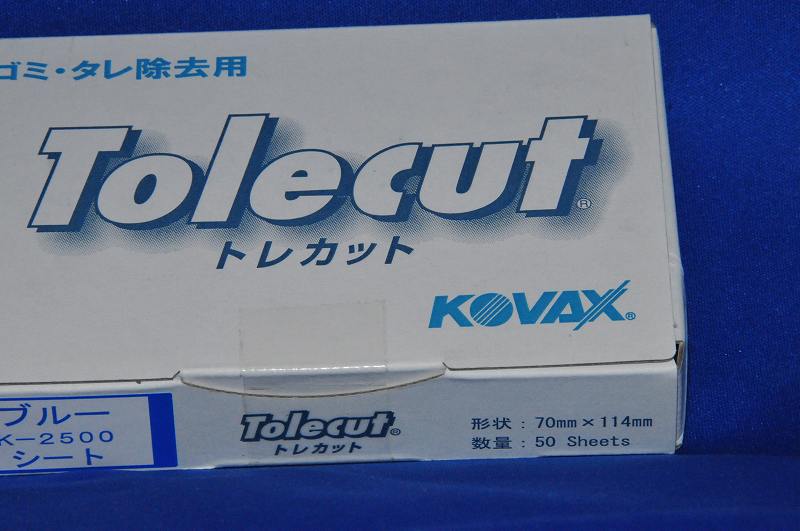 ゴミ・タレ除去用
Tolecut®
トレカット
KOVAX®
ブルー
K-2500
シート
Tolecut®
トレカット
形状：70mm×114mm
数量：50 Sheets